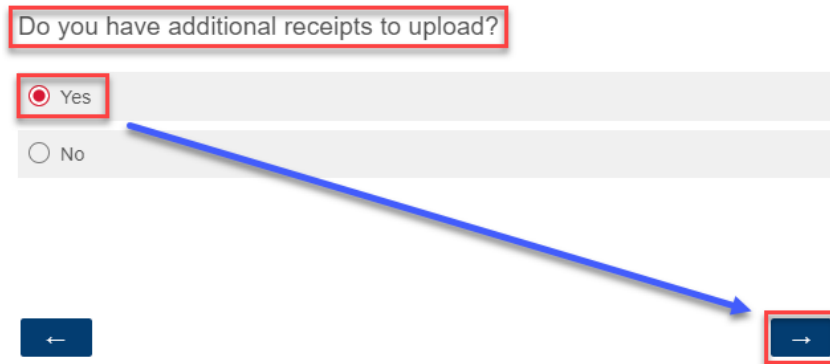 Do you have additional receipts to upload?
Yes
No
← →